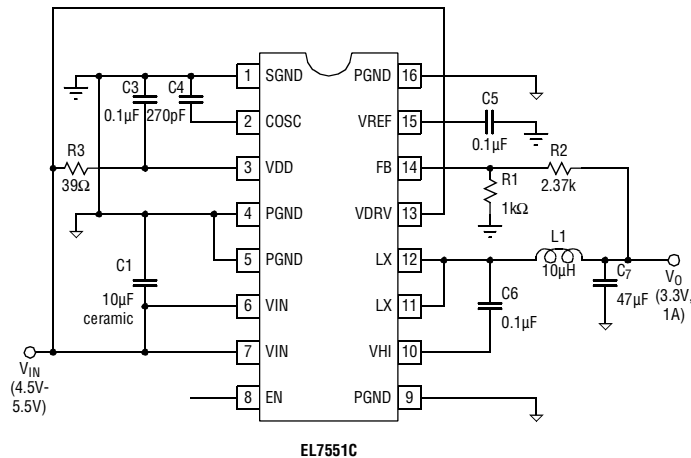 1 SGND PGND 16
C3 C4
0.1µF 270pF
2 COSC VREF 15 C5
0.1µF
R3
39Ω
3 VDD FB 14 R2
2.37k
R1
1kΩ
4 PGND VDRV 13
5 PGND LX 12 L1
10µH
C1
10µF
ceramic
6 VIN LX 11 C6
0.1µF
C7
47µF
VO
(3.3V,
1A)
7 VIN VHI 10
VIN
(4.5V-
5.5V)
8 EN PGND 9
EL7551C